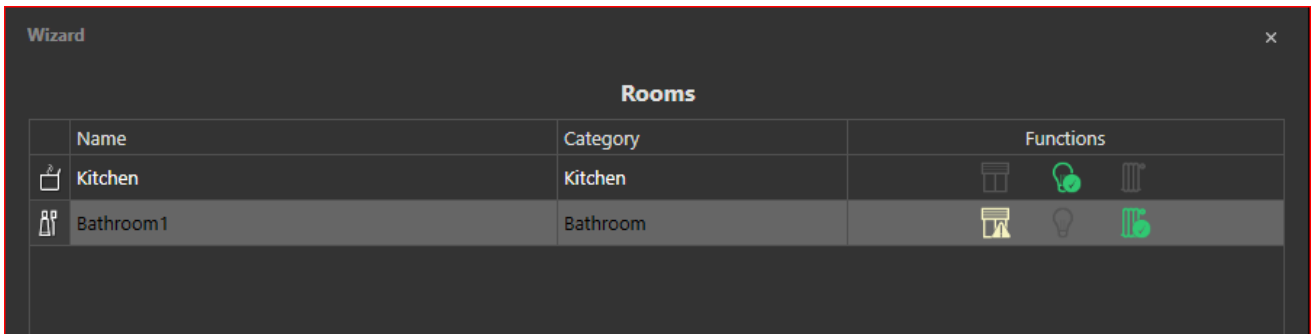 Wizard
Rooms
Name Category Functions
Kitchen Kitchen
Bathroom1 Bathroom